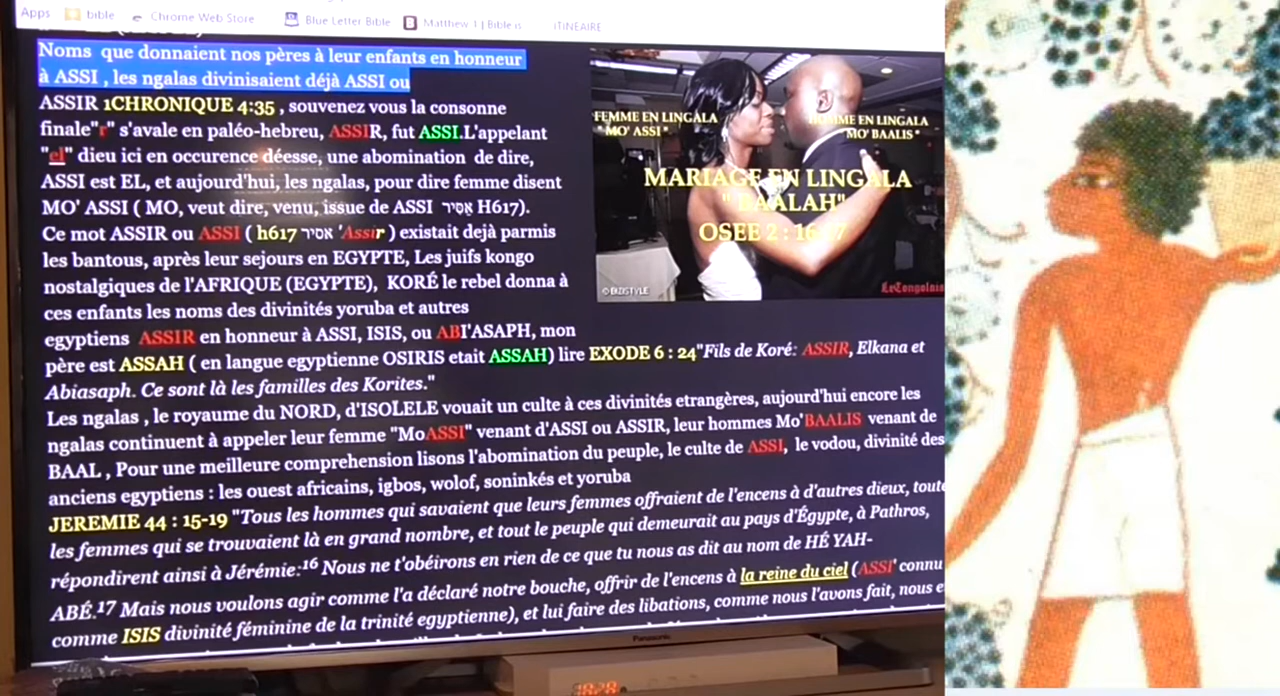 Apps bible Chrome Web Store Blue Letter Bible Matthew 1 | Bible is iTiNEAIRE
Noms que donnaient nos pères à leur enfants en honneur
à ASSI , les ngalas divinisaient déjà ASSI ou
ASSIR 1CHRONIQUE 4:35 , souvenez vous la consonne
finale"r" s'avale en paléo-hebreu, ASSIR, fut ASSI.L'appelant
"el" dieu ici en occurence déesse, une abomination de dire,
ASSI est EL, et aujourd'hui, les ngalas, pour dire femme disent
MO' ASSI ( MO, veut dire, venu, issue de ASSI אַסִּיר H617).
Ce mot ASSIR ou ASSI ( h617 אסיר 'Assir ) existait dejà parmis
les bantous, après leur sejours en EGYPTE, Les juifs kongo
nostalgiques de l'AFRIQUE (EGYPTE), KORÉ le rebel donna à
ces enfants les noms des divinités yoruba et autres
egyptiens ASSIR en honneur à ASSI, ISIS, ou ABI'ASAPH, mon
père est ASSAH ( en langue egyptienne OSIRIS etait ASSAH) lire EXODE 6 : 24"Fils de Koré: ASSIR, Elkana et
Abiasaph. Ce sont là les familles des Korites."
Les ngalas , le royaume du NORD, d'ISOLELE vouait un culte à ces divinités etrangères, aujourd'hui encore les
ngalas continuent à appeler leur femme "MoASSI" venant d'ASSI ou ASSIR, leur hommes Mo'BAALIS venant de
BAAL , Pour une meilleure comprehension lisons l'abomination du peuple, le culte de ASSI, le vodou, divinité des
anciens egyptiens : les ouest africains, igbos, wolof, soninkés et yoruba
JEREMIE 44 : 15-19 "Tous les hommes qui savaient que leurs femmes offraient de l'encens à d'autres dieux, toute
les femmes qui se trouvaient là en grand nombre, et tout le peuple qui demeurait au pays d'Égypte, à Pathros,
répondirent ainsi à Jérémie:16 Nous ne t'obéirons en rien de ce que tu nous as dit au nom de HÉ YAH-
ABÉ.17 Mais nous voulons agir comme l'a déclaré notre bouche, offrir de l'encens à la reine du ciel (ASSI' connu
comme ISIS divinité féminine de la trinité egyptienne), et lui faire des libations, comme nous l'avons fait, nous e
FEMME EN LINGALA
" MO' ASSI "
HOMME EN LINGALA
MO' BAALIS "
MARIAGE EN LINGALA
" BAALAH"
OSEE 2 : 16
© EKOSTYLE
LeCongolais
Panasonic